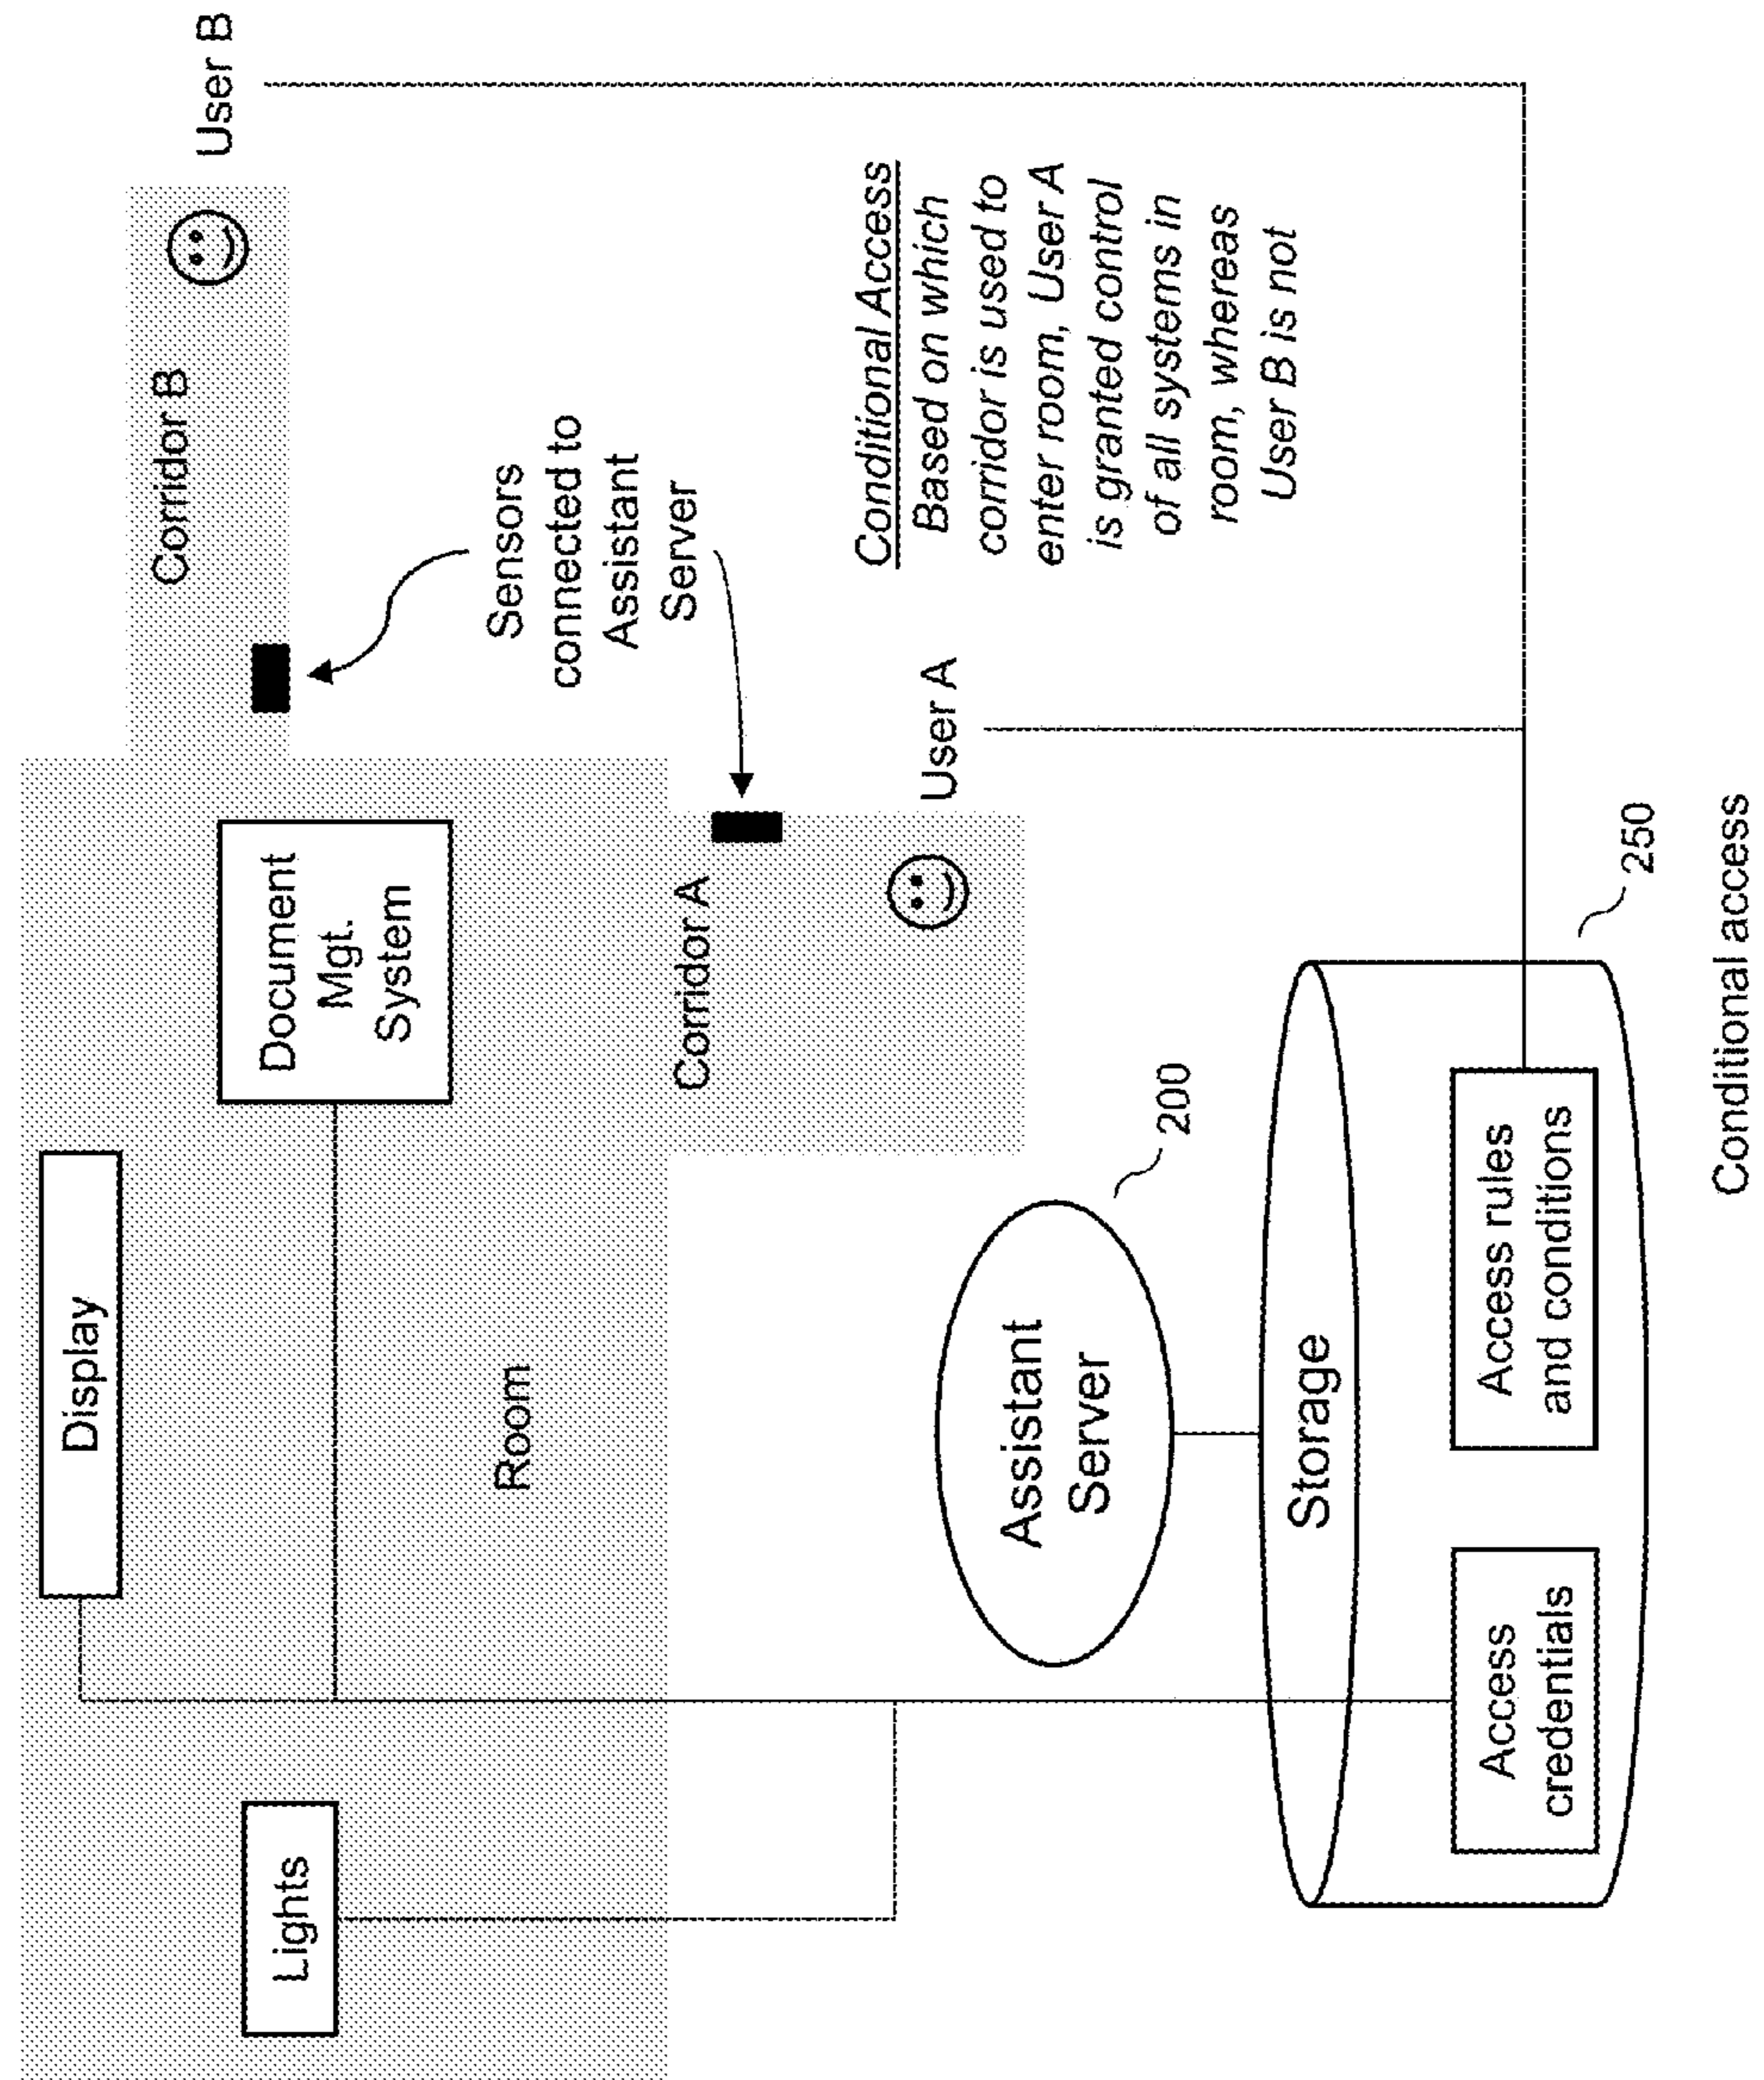 Display
Lights
Document
Mgt.
System
Room
Corridor B
User B
Sensors
connected to
Assistant
Server
Corridor A
User A
Conditional Access
Based on which
corridor is used to
enter room, User A
is granted control
of all systems in
room, whereas
User B is not
Assistant
Server
200
Storage
250
Access
credentials
Access rules
and conditions
Conditional access